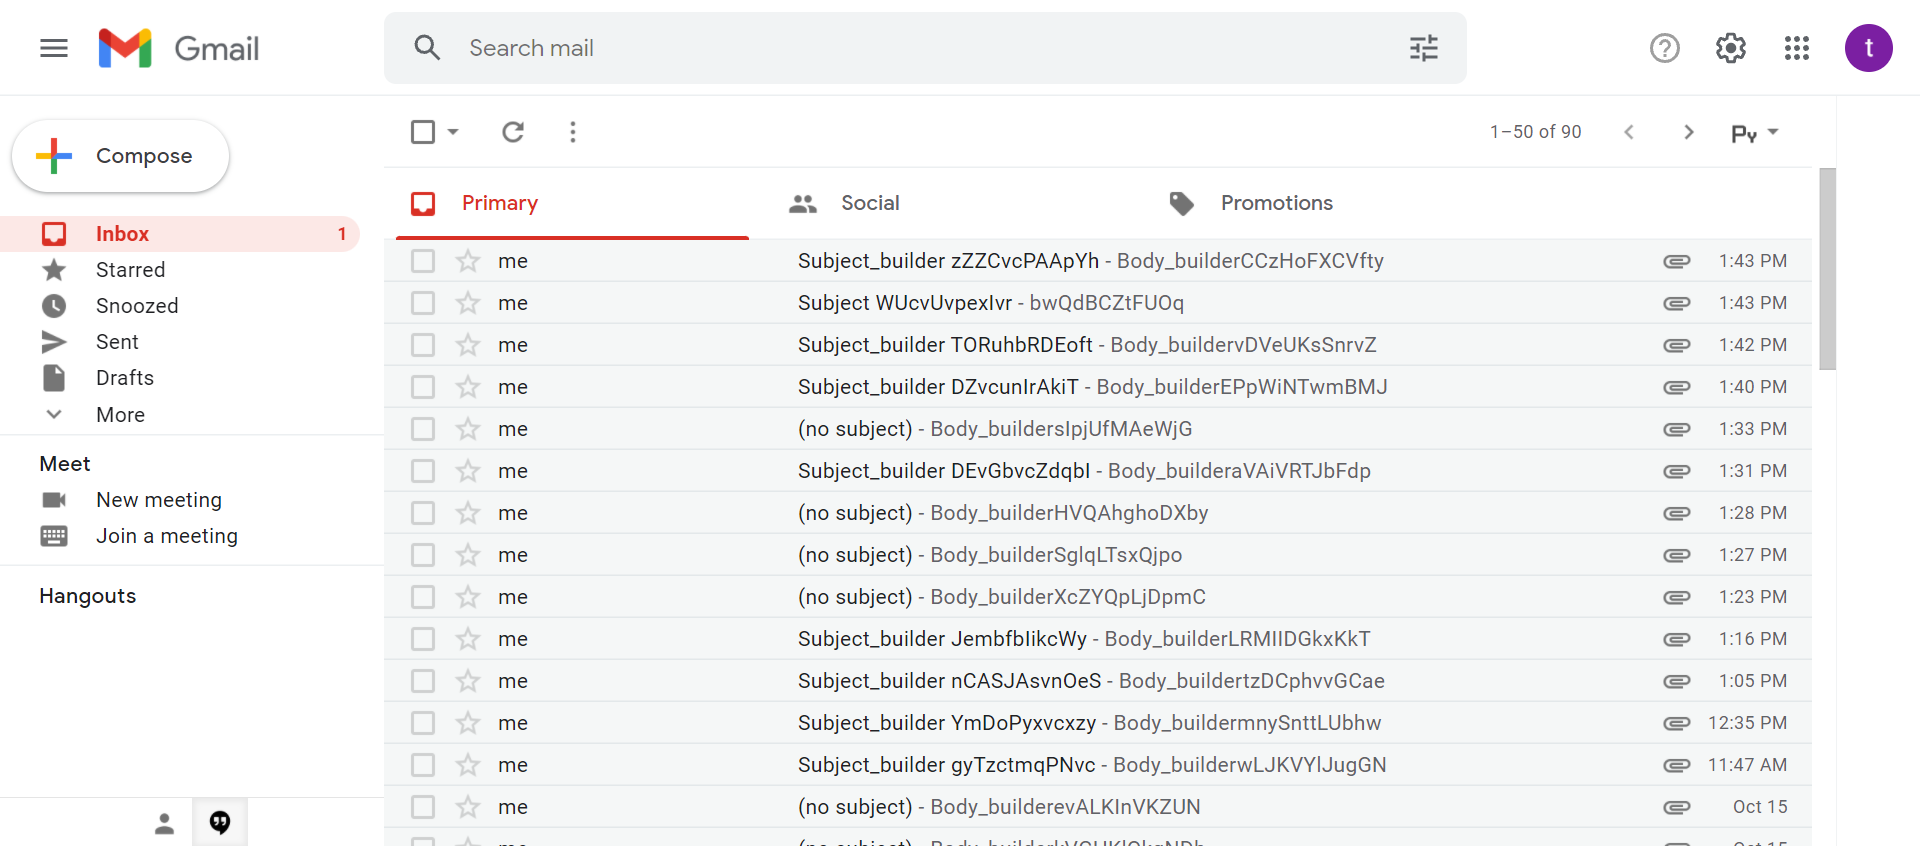 Gmail
Search mail
t
Compose
1–50 of 90
Primary
Social
Promotions
Inbox 1
Starred
Snoozed
Sent
Drafts
More
Meet
New meeting
Join a meeting
Hangouts
me Subject_builder zZZCvcPAApYh - Body_builderCCzHoFXCVfty 1:43 PM
me Subject WUcvUvpexIvr - bwQdBCZtFUOq 1:43 PM
me Subject_builder TORuhbRDEoft - Body_buildervDVeUKsSnrvZ 1:42 PM
me Subject_builder DZvcunIrAkiT - Body_builderEPpWiNTwmBMJ 1:40 PM
me (no subject) - Body_buildersIpjUfMAeWjG 1:33 PM
me Subject_builder DEvGbvcZdqbI - Body_builderaVAiVRTJbFdp 1:31 PM
me (no subject) - Body_builderHVQAhghoDXby 1:28 PM
me (no subject) - Body_builderSglqLTsxQjpo 1:27 PM
me (no subject) - Body_builderXcZYQpLjDpmC 1:23 PM
me Subject_builder JembfbIikcWy - Body_builderLRMIIDGkxKkT 1:16 PM
me Subject_builder nCASJAsvnOeS - Body_buildertzDCphvvGCae 1:05 PM
me Subject_builder YmDoPyxvcxzy - Body_buildermnySnttLUbhw 12:35 PM
me Subject_builder gyTzctmqPNvc - Body_builderwLJKVYlJugGN 11:47 AM
me (no subject) - Body_builderevALKInVKZUN Oct 15
me (no subject) - Oct 15